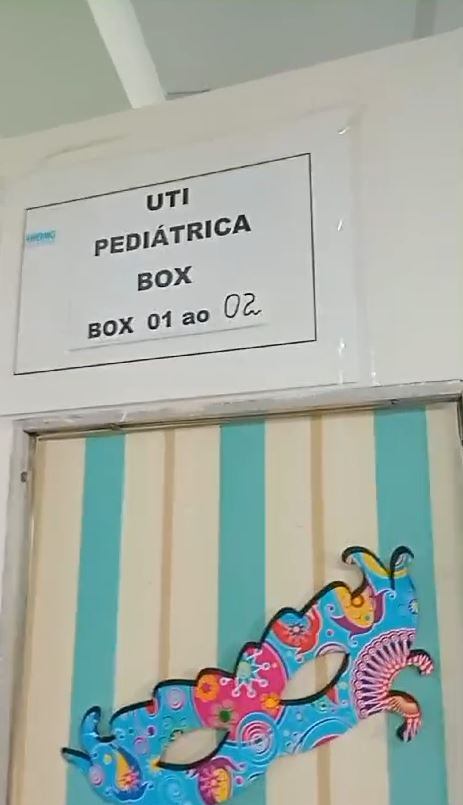 UTI
PEDIÁTRICA
BOX
BOX 01 ao 02